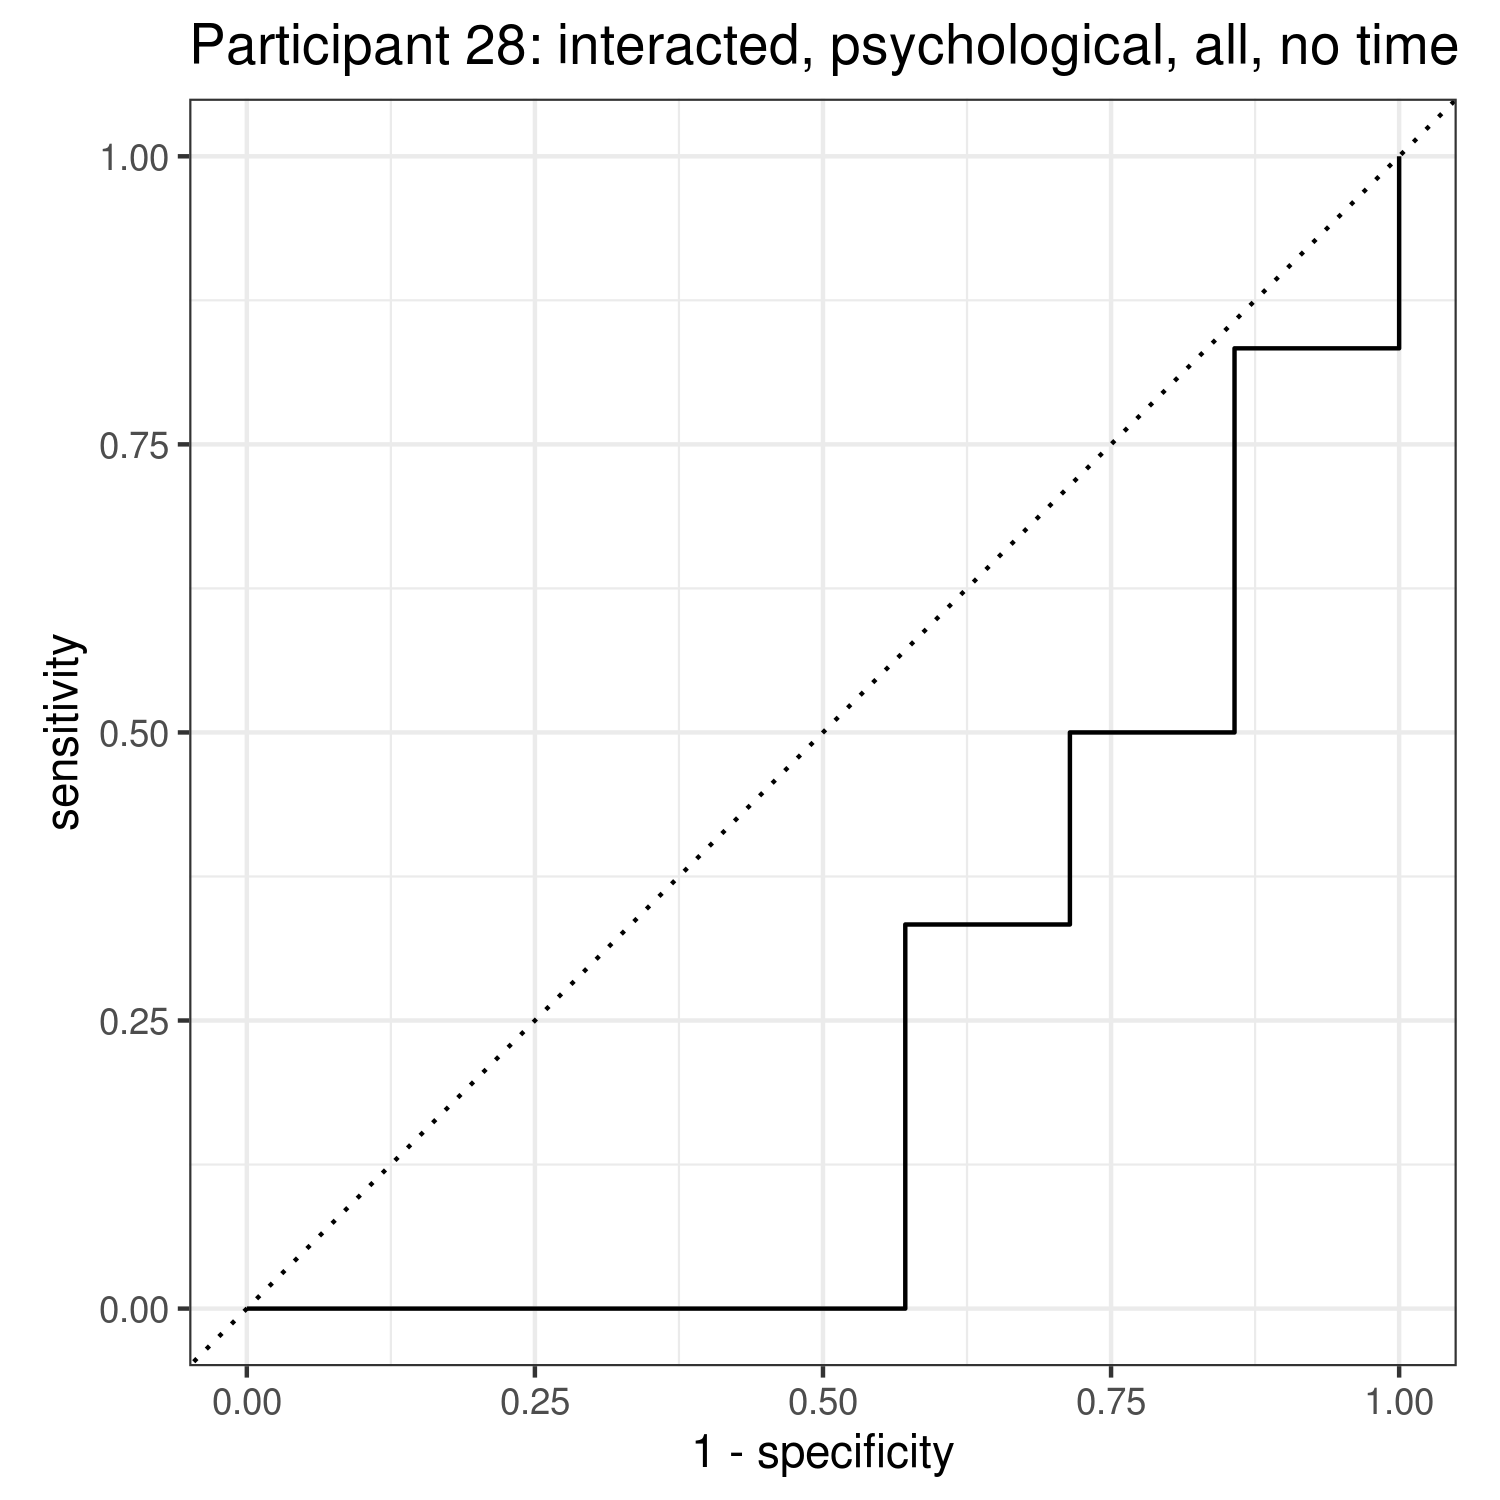 Participant 28: interacted, psychological, all, no time
1.00
0.75
0.50
0.25
0.00
sensitivity
0.00 0.25 0.50 0.75 1.00
1 - specificity